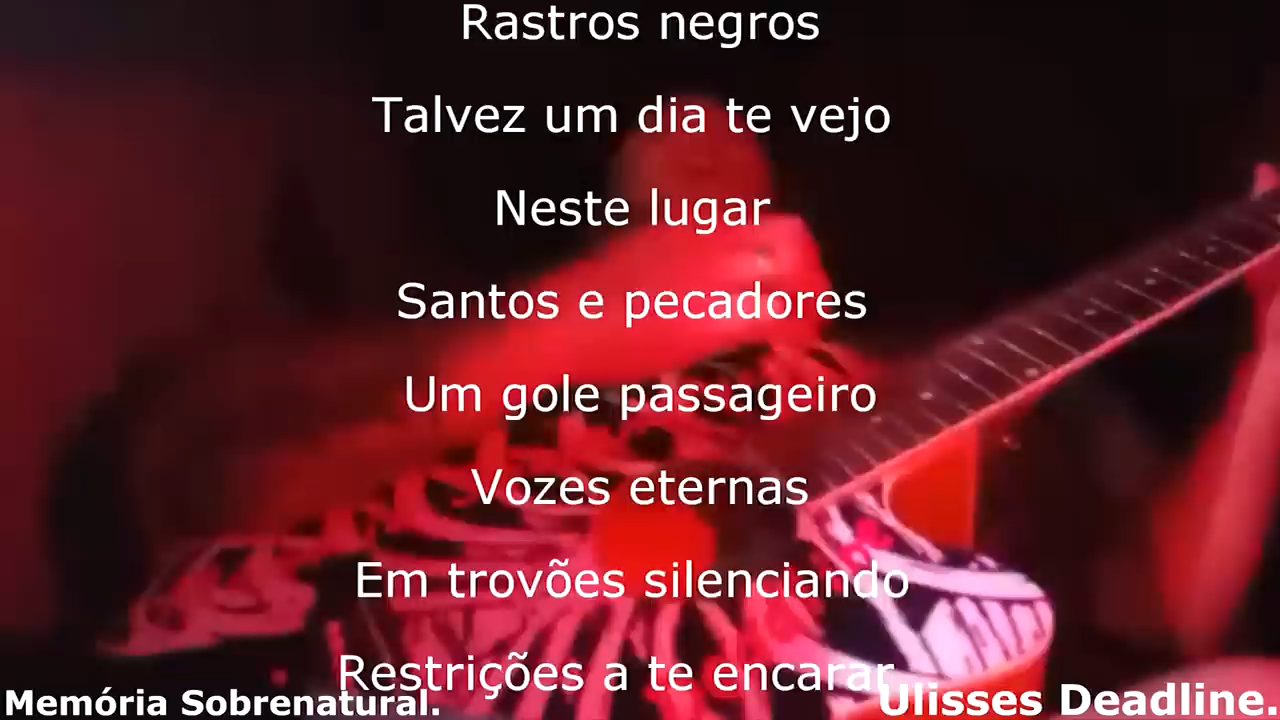 Rastros negros
Talvez um dia te vejo
Neste lugar
Santos e pecadores
Um gole passageiro
Vozes eternas
Em trovões silenciando
Restrições a te encarar
Memória Sobrenatural.
Ulisses Deadline.